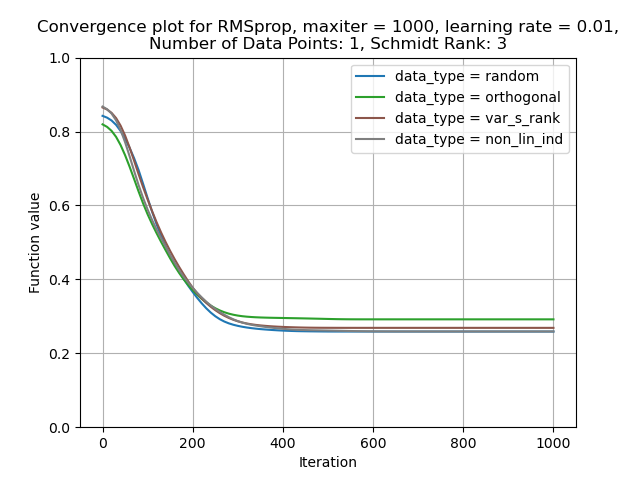 Convergence plot for RMSprop, maxiter = 1000, learning rate = 0.01,
Number of Data Points: 1, Schmidt Rank: 3
data_type = random
data_type = orthogonal
data_type = var_s_rank
data_type = non_lin_ind
Function value
1.0
0.8
0.6
0.4
0.2
0.0
0 200 400 600 800 1000
Iteration